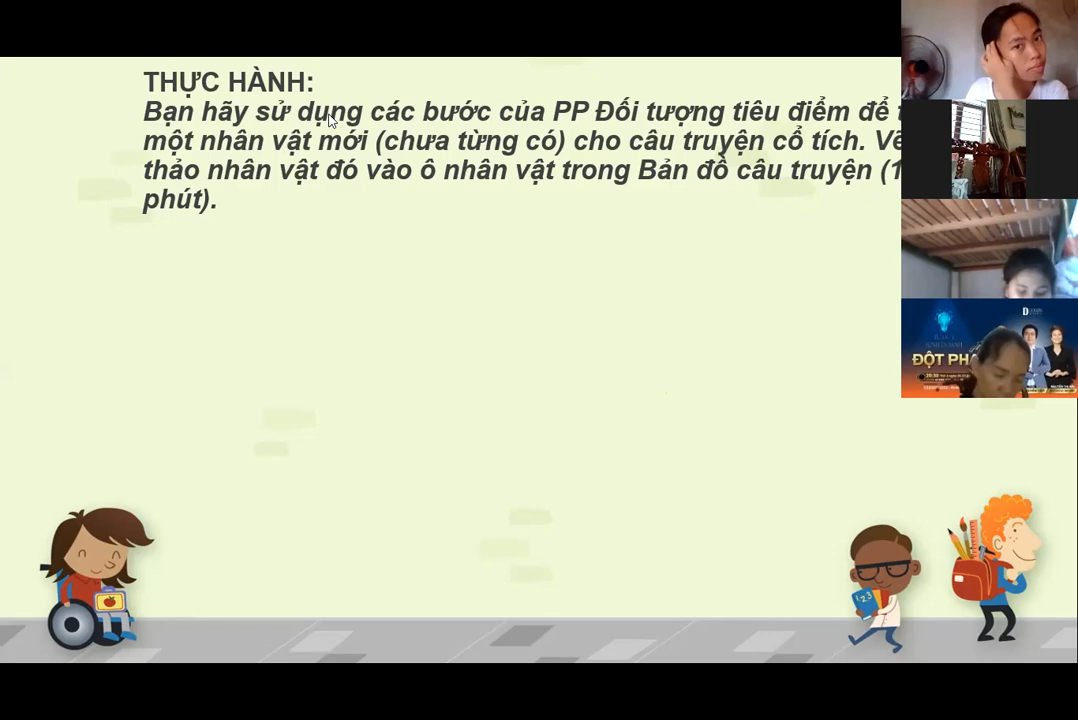 THỰC HÀNH:
Bạn hãy sử dụng các bước của PP Đối tượng tiêu điểm để
một nhân vật mới (chưa từng có) cho câu truyện cổ tích. Vẽ
thảo nhân vật đó vào ô nhân vật trong Bản đồ câu truyện (1
phút).
ĐỘT PHÁ
123